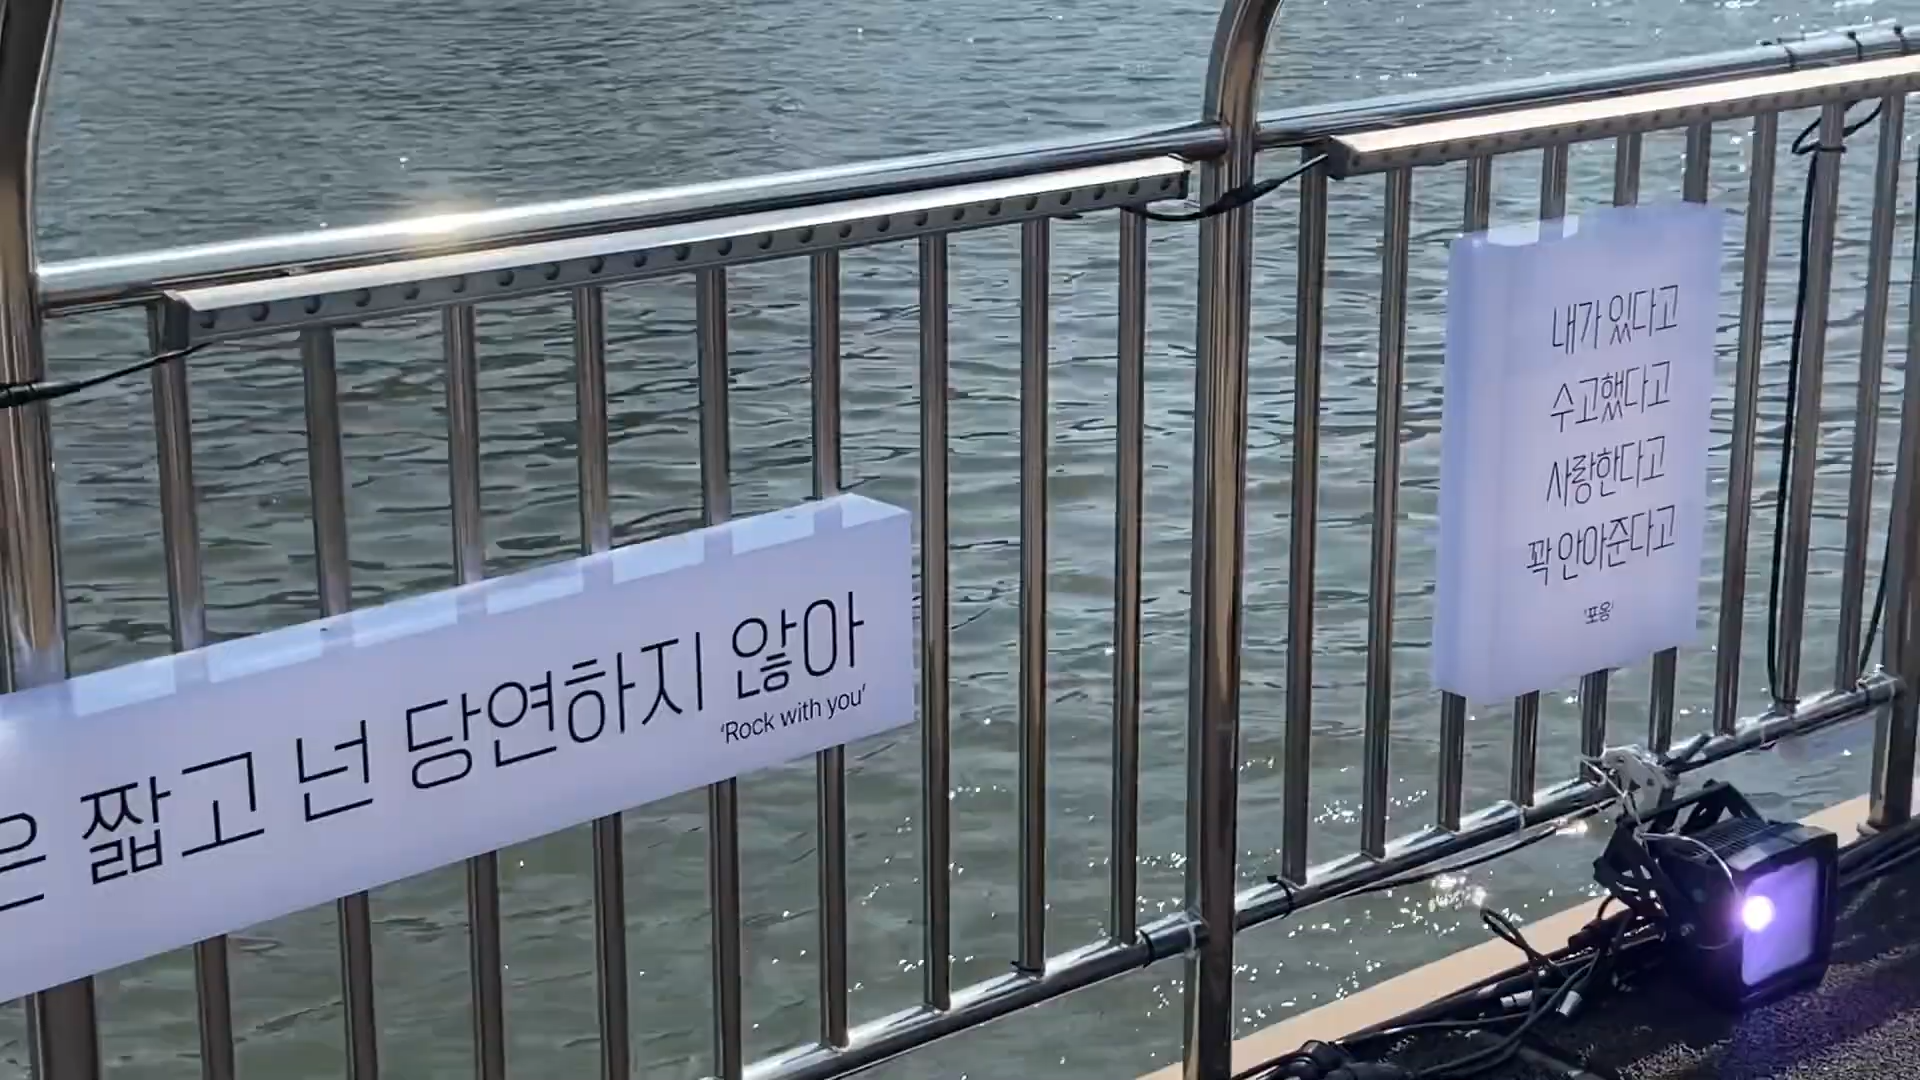 은 짧고 넌 당연하지 않아
'Rock with you'
내가 있다고
수고했다고
사랑한다고
꽉 안아준다고
'포옹'